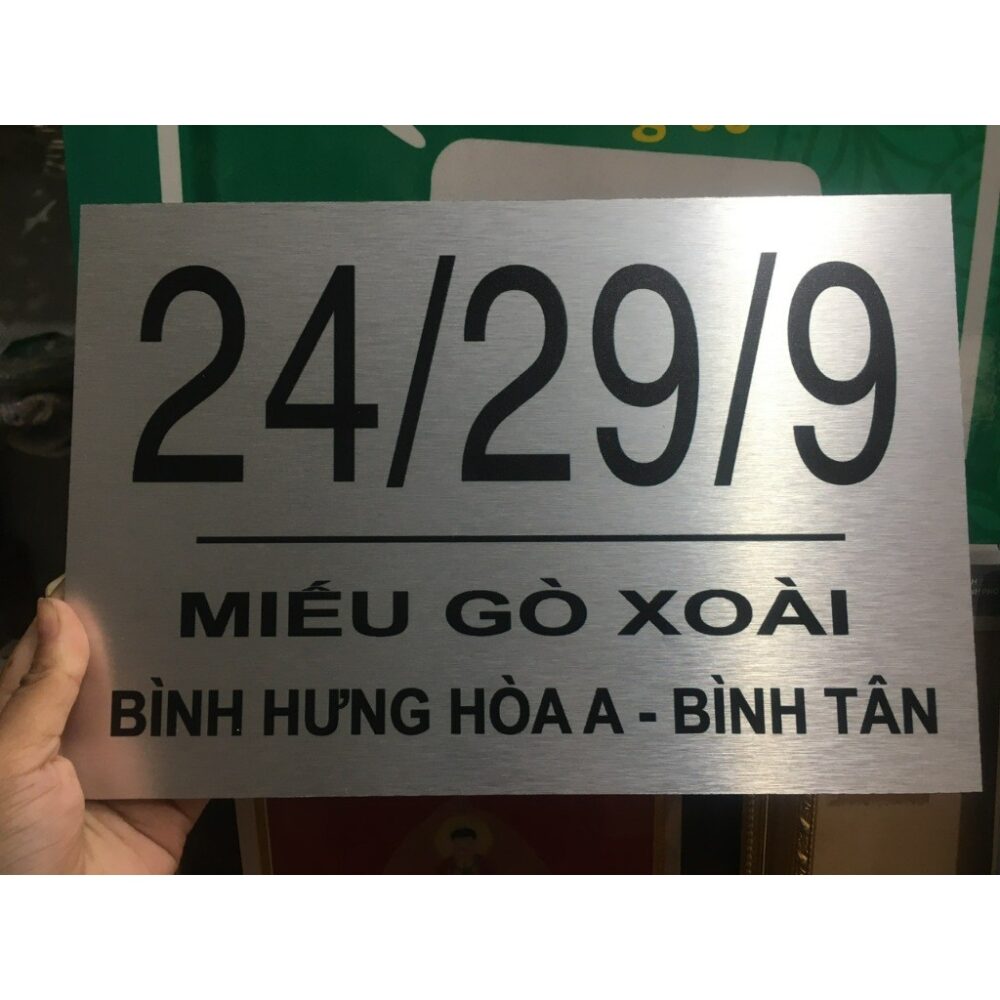 24/29/9
MIẾU GÒ XOÀI
BÌNH HƯNG HÒA A - BÌNH TÂN